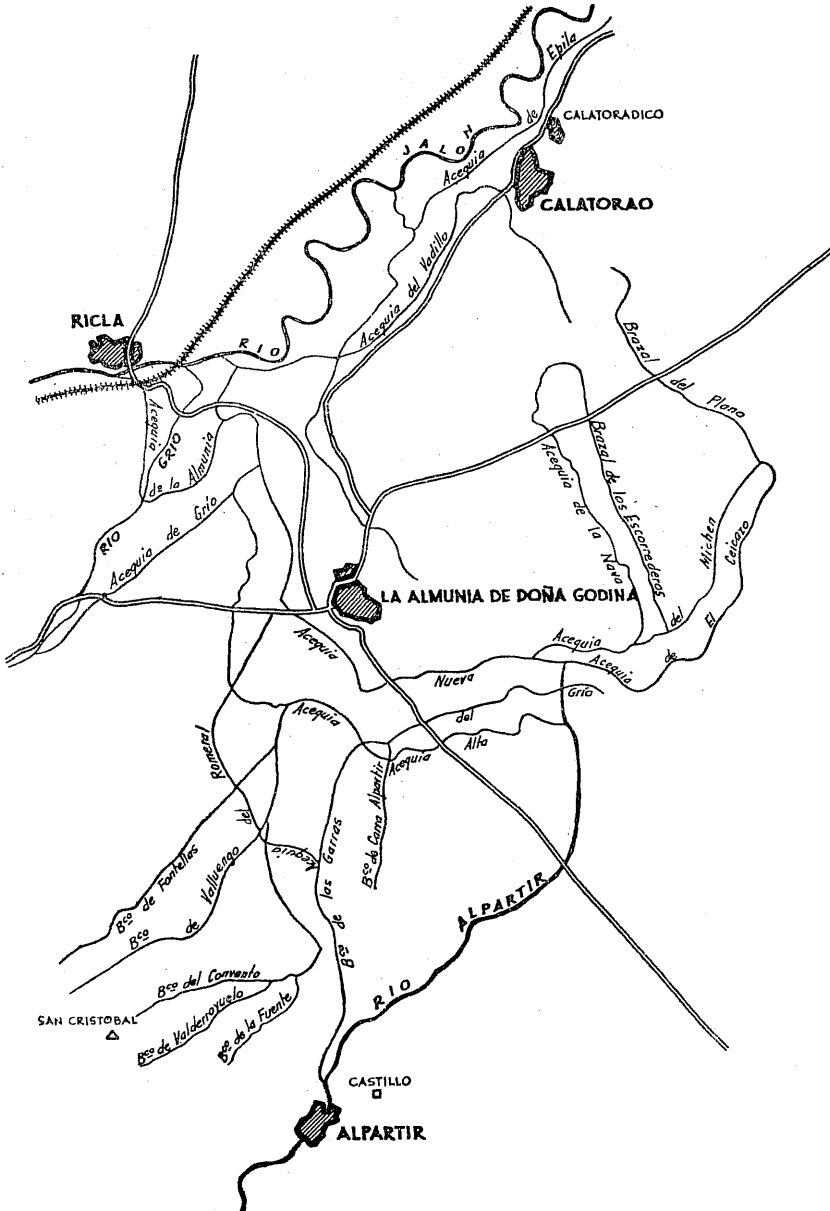 Epila
de
Acequia
CALATORADICO
RIO JALON
CALATORAO
Acequia del Vadillo
RICLA
Brazal del Plano
Acequia de la Almunia
RIO GRIO
Acequia de Grío
Brazal de los Escorrederos
Acequia de la Nava
Acequia del Michen
Acequia de El Ceicazo
LA ALMUNIA DE DOÑA GODINA
Acequia Nueva
Acequia del Grío
Acequia Alta
Acequia del Romeral
Bco de las Garras
Bco de Carra Alpartir
Bco de Fontellas
Bco de Valluengo
RIO ALPARTIR
Bco del Convento
SAN CRISTOBAL
Bco de Valderroyuelo
Bco de la Fuente
CASTILLO
ALPARTIR